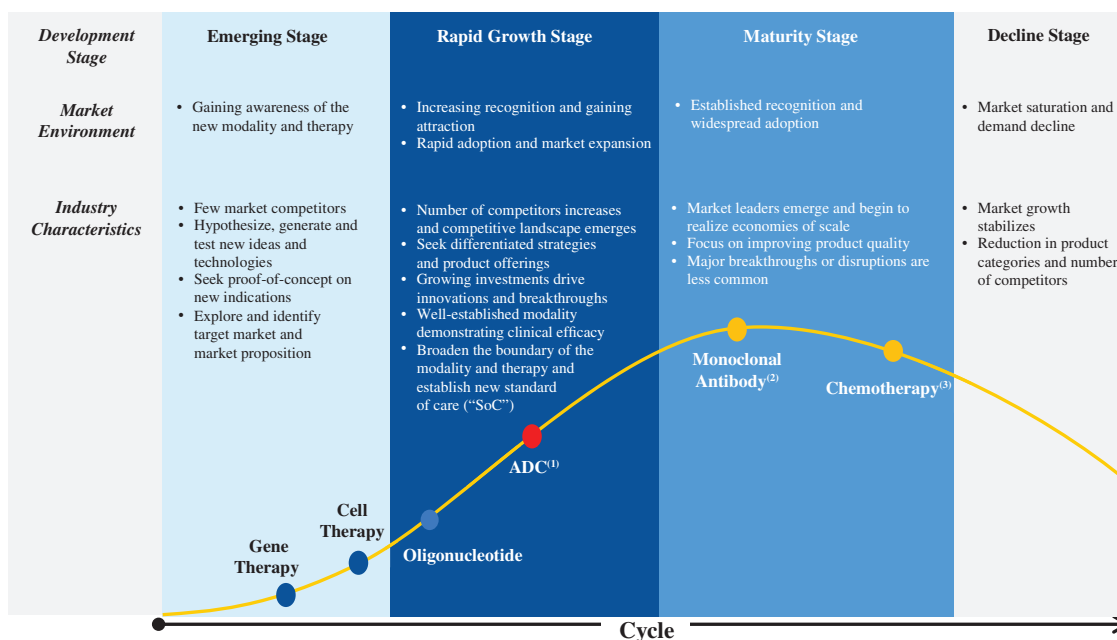 Development
Stage
Emerging Stage
Rapid Growth Stage
Maturity Stage
Decline Stage
Market
Environment
• Gaining awareness of the
new modality and therapy
• Increasing recognition and gaining
attraction
• Rapid adoption and market expansion
• Established recognition and
widespread adoption
• Market saturation and
demand decline
Industry
Characteristics
• Few market competitors
• Hypothesize, generate and
test new ideas and
technologies
• Seek proof-of-concept on
new indications
• Explore and identify
target market and
market proposition
• Number of competitors increases
and competitive landscape emerges
• Seek differentiated strategies
and product offerings
• Growing investments drive
innovations and breakthroughs
• Well-established modality
demonstrating clinical efficacy
• Broaden the boundary of the
modality and therapy and
establish new standard
of care (“SoC”)
• Market leaders emerge and begin to
realize economies of scale
• Focus on improving product quality
• Major breakthroughs or disruptions are
less common
• Market growth
stabilizes
• Reduction in product
categories and number
of competitors
Gene
Therapy
Cell
Therapy
Oligonucleotide
ADC(1)
Monoclonal
Antibody(2)
Chemotherapy(3)
Cycle